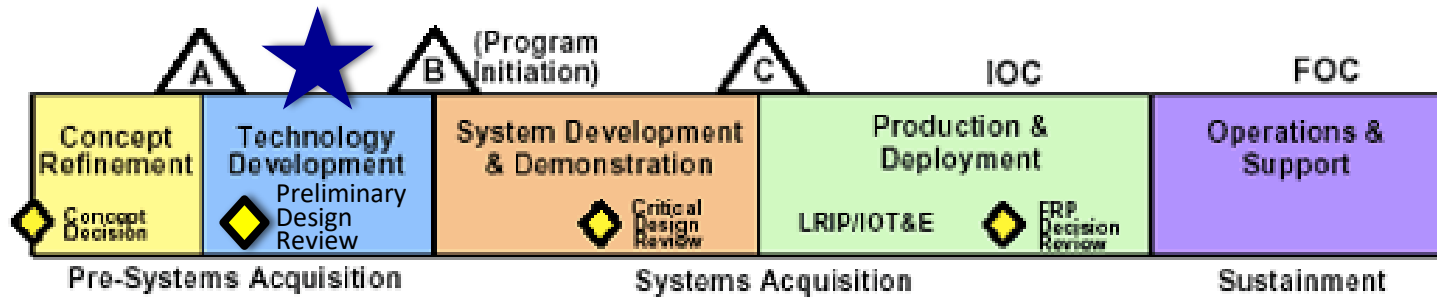 A
B
(Program
Initiation)
C
IOC
FOC
Concept
Refinement
Technology
Development
System Development
& Demonstration
Production &
Deployment
Operations &
Support
Concept
Decision
Preliminary
Design
Review
Critical
Design
Review
LRIP/IOT&E
FRP
Decision
Review
Pre-Systems Acquisition
Systems Acquisition
Sustainment